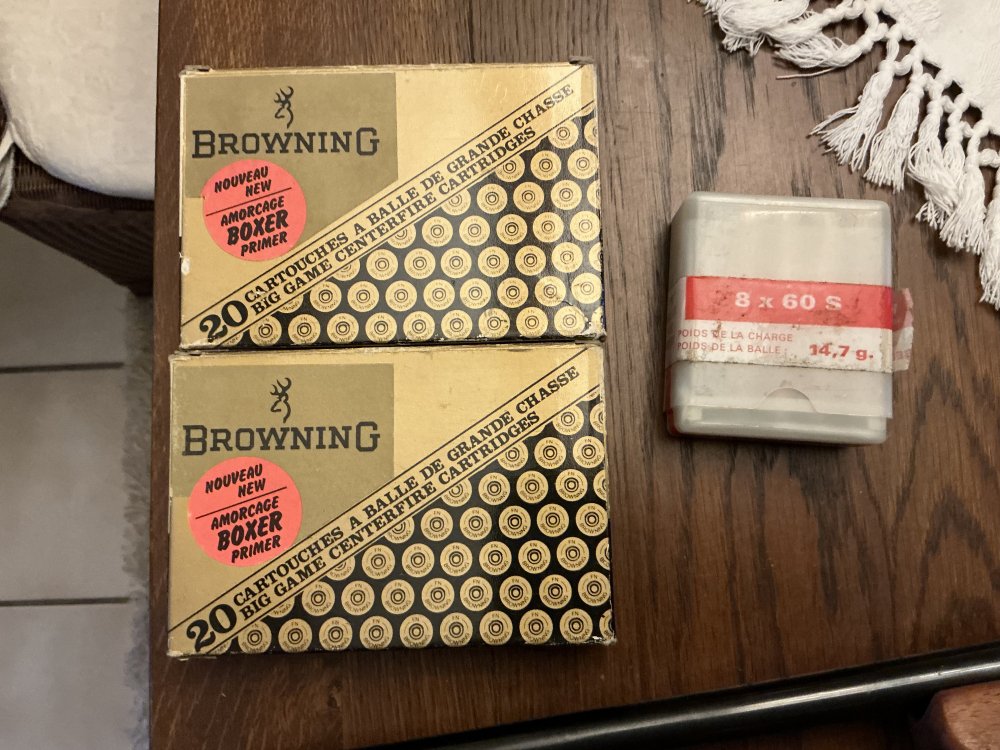 BROWNING
NOUVEAU
NEW
AMORCAGE
BOXER
PRIMER
20 CARTOUCHES A BALLE DE GRANDE CHASSE
BIG GAME CENTERFIRE CARTRIDGES
BROWNING
NOUVEAU
NEW
AMORCAGE
BOXER
PRIMER
20 CARTOUCHES A BALLE DE GRANDE CHASSE
BIG GAME CENTERFIRE CARTRIDGES
FN
BROWNING
8 x 60 S
POIDS DE LA CHARGE
POIDS DE LA BALLE : 14,7 g.